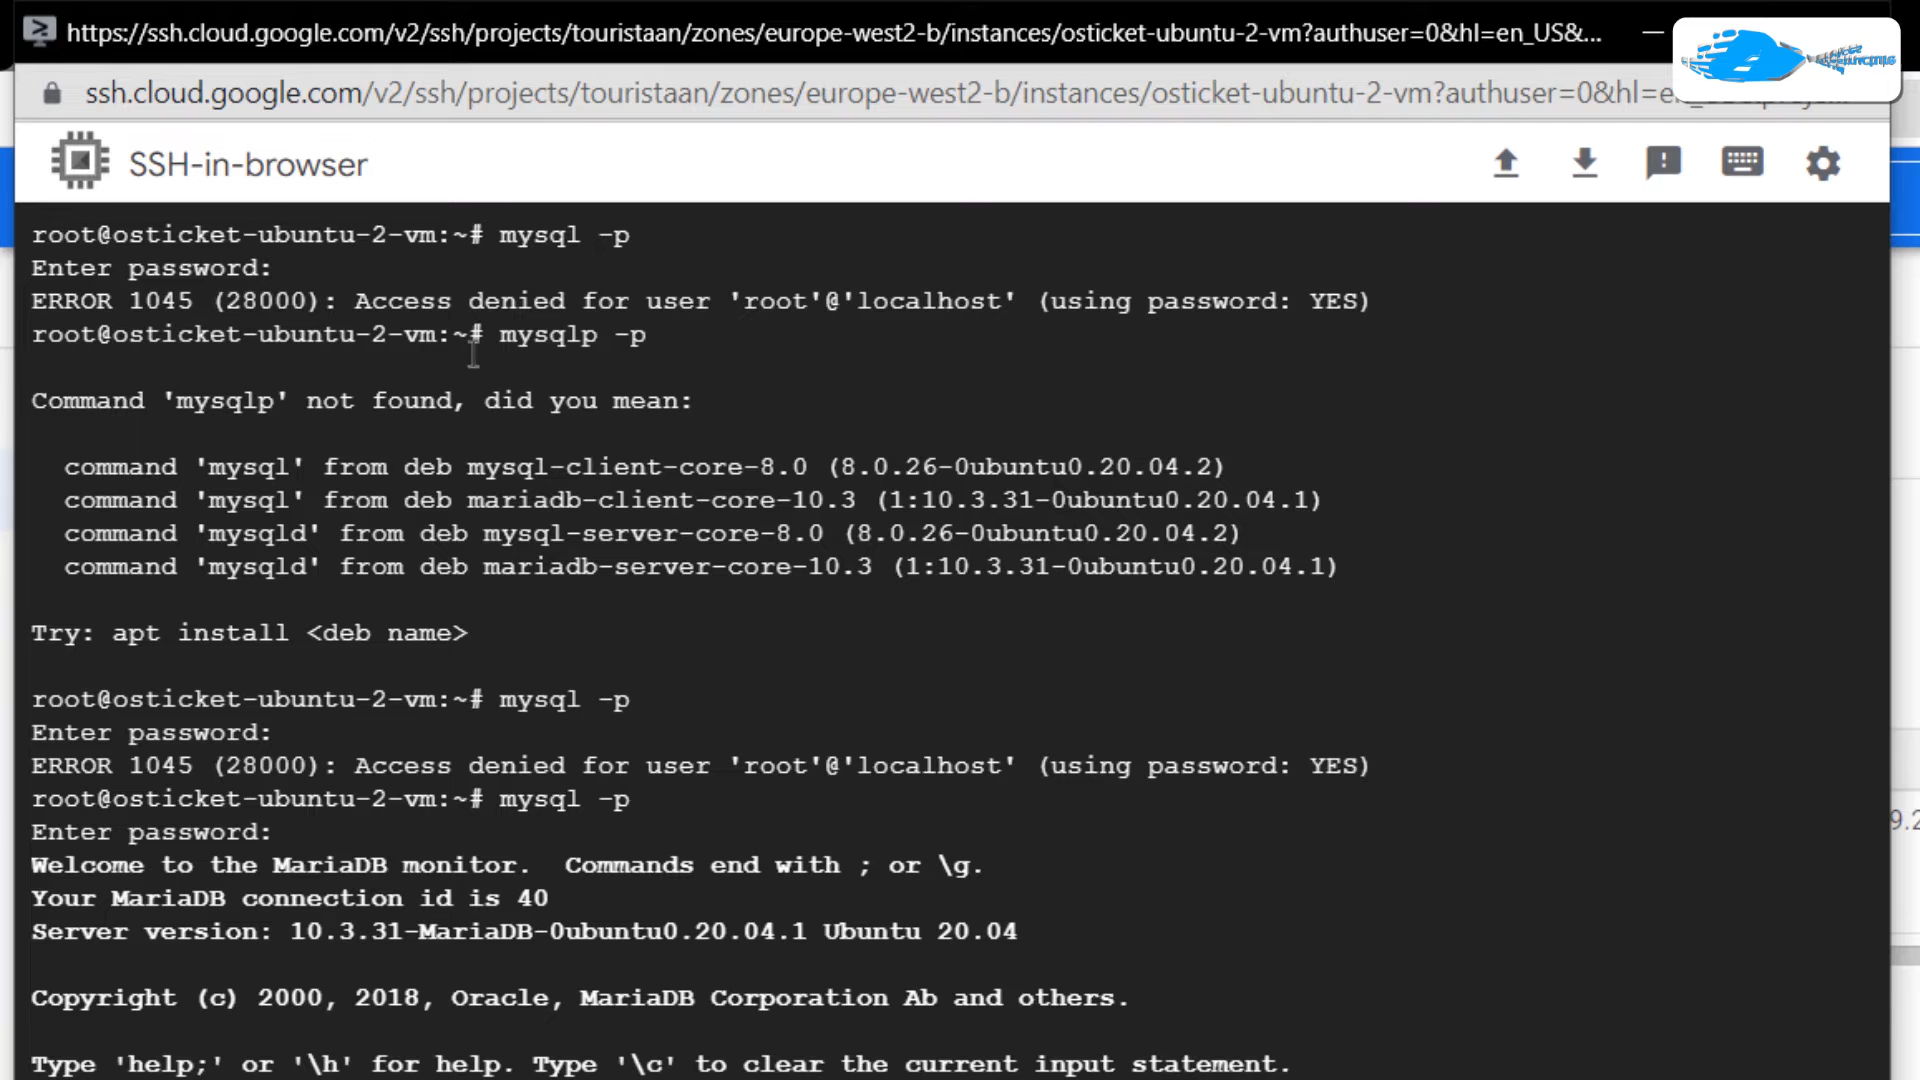 https://ssh.cloud.google.com/v2/ssh/projects/touristaan/zones/europe-west2-b/instances/osticket-ubuntu-2-vm?authuser=0&hl=en_US&...
ssh.cloud.google.com/v2/ssh/projects/touristaan/zones/europe-west2-b/instances/osticket-ubuntu-2-vm?authuser=0&hl=en_
SSH-in-browser
root@osticket-ubuntu-2-vm:~# mysql -p
Enter password:
ERROR 1045 (28000): Access denied for user 'root'@'localhost' (using password: YES)
root@osticket-ubuntu-2-vm:~# mysqlp -p
Command 'mysqlp' not found, did you mean:
command 'mysql' from deb mysql-client-core-8.0 (8.0.26-0ubuntu0.20.04.2)
command 'mysql' from deb mariadb-client-core-10.3 (1:10.3.31-0ubuntu0.20.04.1)
command 'mysqld' from deb mysql-server-core-8.0 (8.0.26-0ubuntu0.20.04.2)
command 'mysqld' from deb mariadb-server-core-10.3 (1:10.3.31-0ubuntu0.20.04.1)
Try: apt install <deb name>
root@osticket-ubuntu-2-vm:~# mysql -p
Enter password:
ERROR 1045 (28000): Access denied for user 'root'@'localhost' (using password: YES)
root@osticket-ubuntu-2-vm:~# mysql -p
9.2
Enter password:
Welcome to the MariaDB monitor.  Commands end with ; or \g.
Your MariaDB connection id is 40
Server version: 10.3.31-MariaDB-0ubuntu0.20.04.1 Ubuntu 20.04
Copyright (c) 2000, 2018, Oracle, MariaDB Corporation Ab and others.
Type 'help;' or '\h' for help. Type '\c' to clear the current input statement.